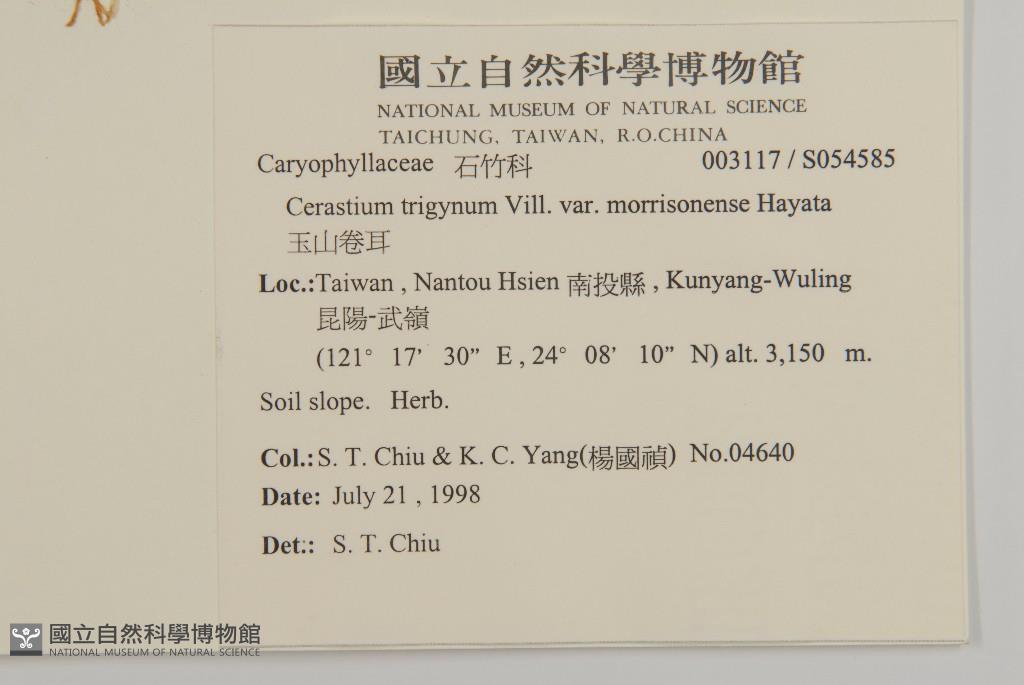 國立自然科學博物館
NATIONAL MUSEUM OF NATURAL SCIENCE
TAICHUNG, TAIWAN, R.O.CHINA
Caryophyllaceae 石竹科 003117 / S054585
Cerastium trigynum Vill. var. morrisonense Hayata
玉山卷耳
Loc.:Taiwan , Nantou Hsien 南投縣 , Kunyang-Wuling
昆陽-武嶺
(121° 17’ 30” E , 24° 08’ 10” N) alt. 3,150 m.
Soil slope. Herb.
Col.: S. T. Chiu & K. C. Yang(楊國禎) No.04640
Date: July 21 , 1998
Det:: S. T. Chiu
國立自然科學博物館
NATIONAL MUSEUM OF NATURAL SCIENCE